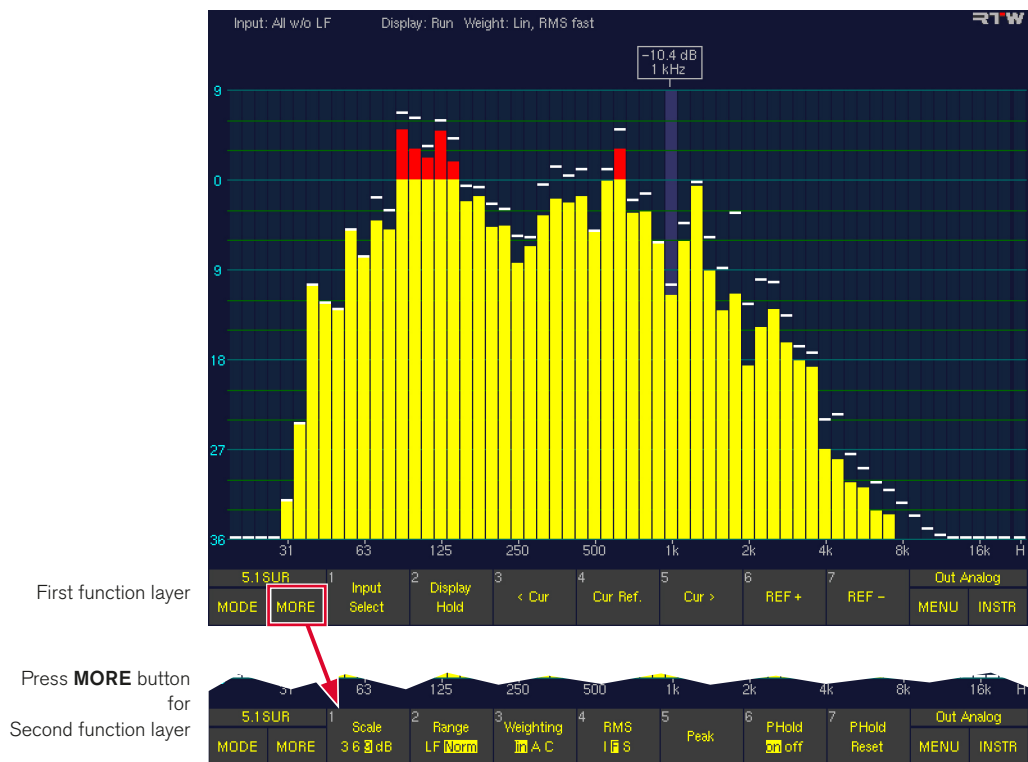 Input: All w/o LF Display: Run Weight: Lin, RMS fast RTW
−10.4 dB
1 kHz
9
0
9
18
27
36
31 63 125 250 500 1k 2k 4k 8k 16k H
First function layer
5.1SUR 1 2 3 4 5 6 7 Out Analog
MODE MORE Input Select Display Hold < Cur Cur Ref. Cur > REF + REF − MENU INSTR
Press MORE button
for
Second function layer
31 63 125 250 500 1k 2k 4k 8k 16k H
5.1SUR 1 2 3 4 5 6 7 Out Analog
Scale Range Weighting RMS Peak PHold PHold
MODE MORE 3 6 9 dB LF Norm lin A C I F S on off Reset MENU INSTR